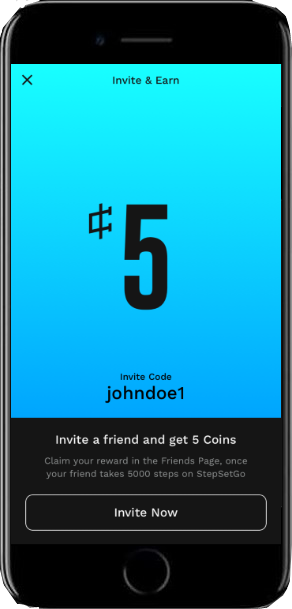 Invite & Earn
5
Invite Code
johndoe1
Invite a friend and get 5 Coins
Claim your reward in the Friends Page, once
your friend takes 5000 steps on StepSetGo
Invite Now